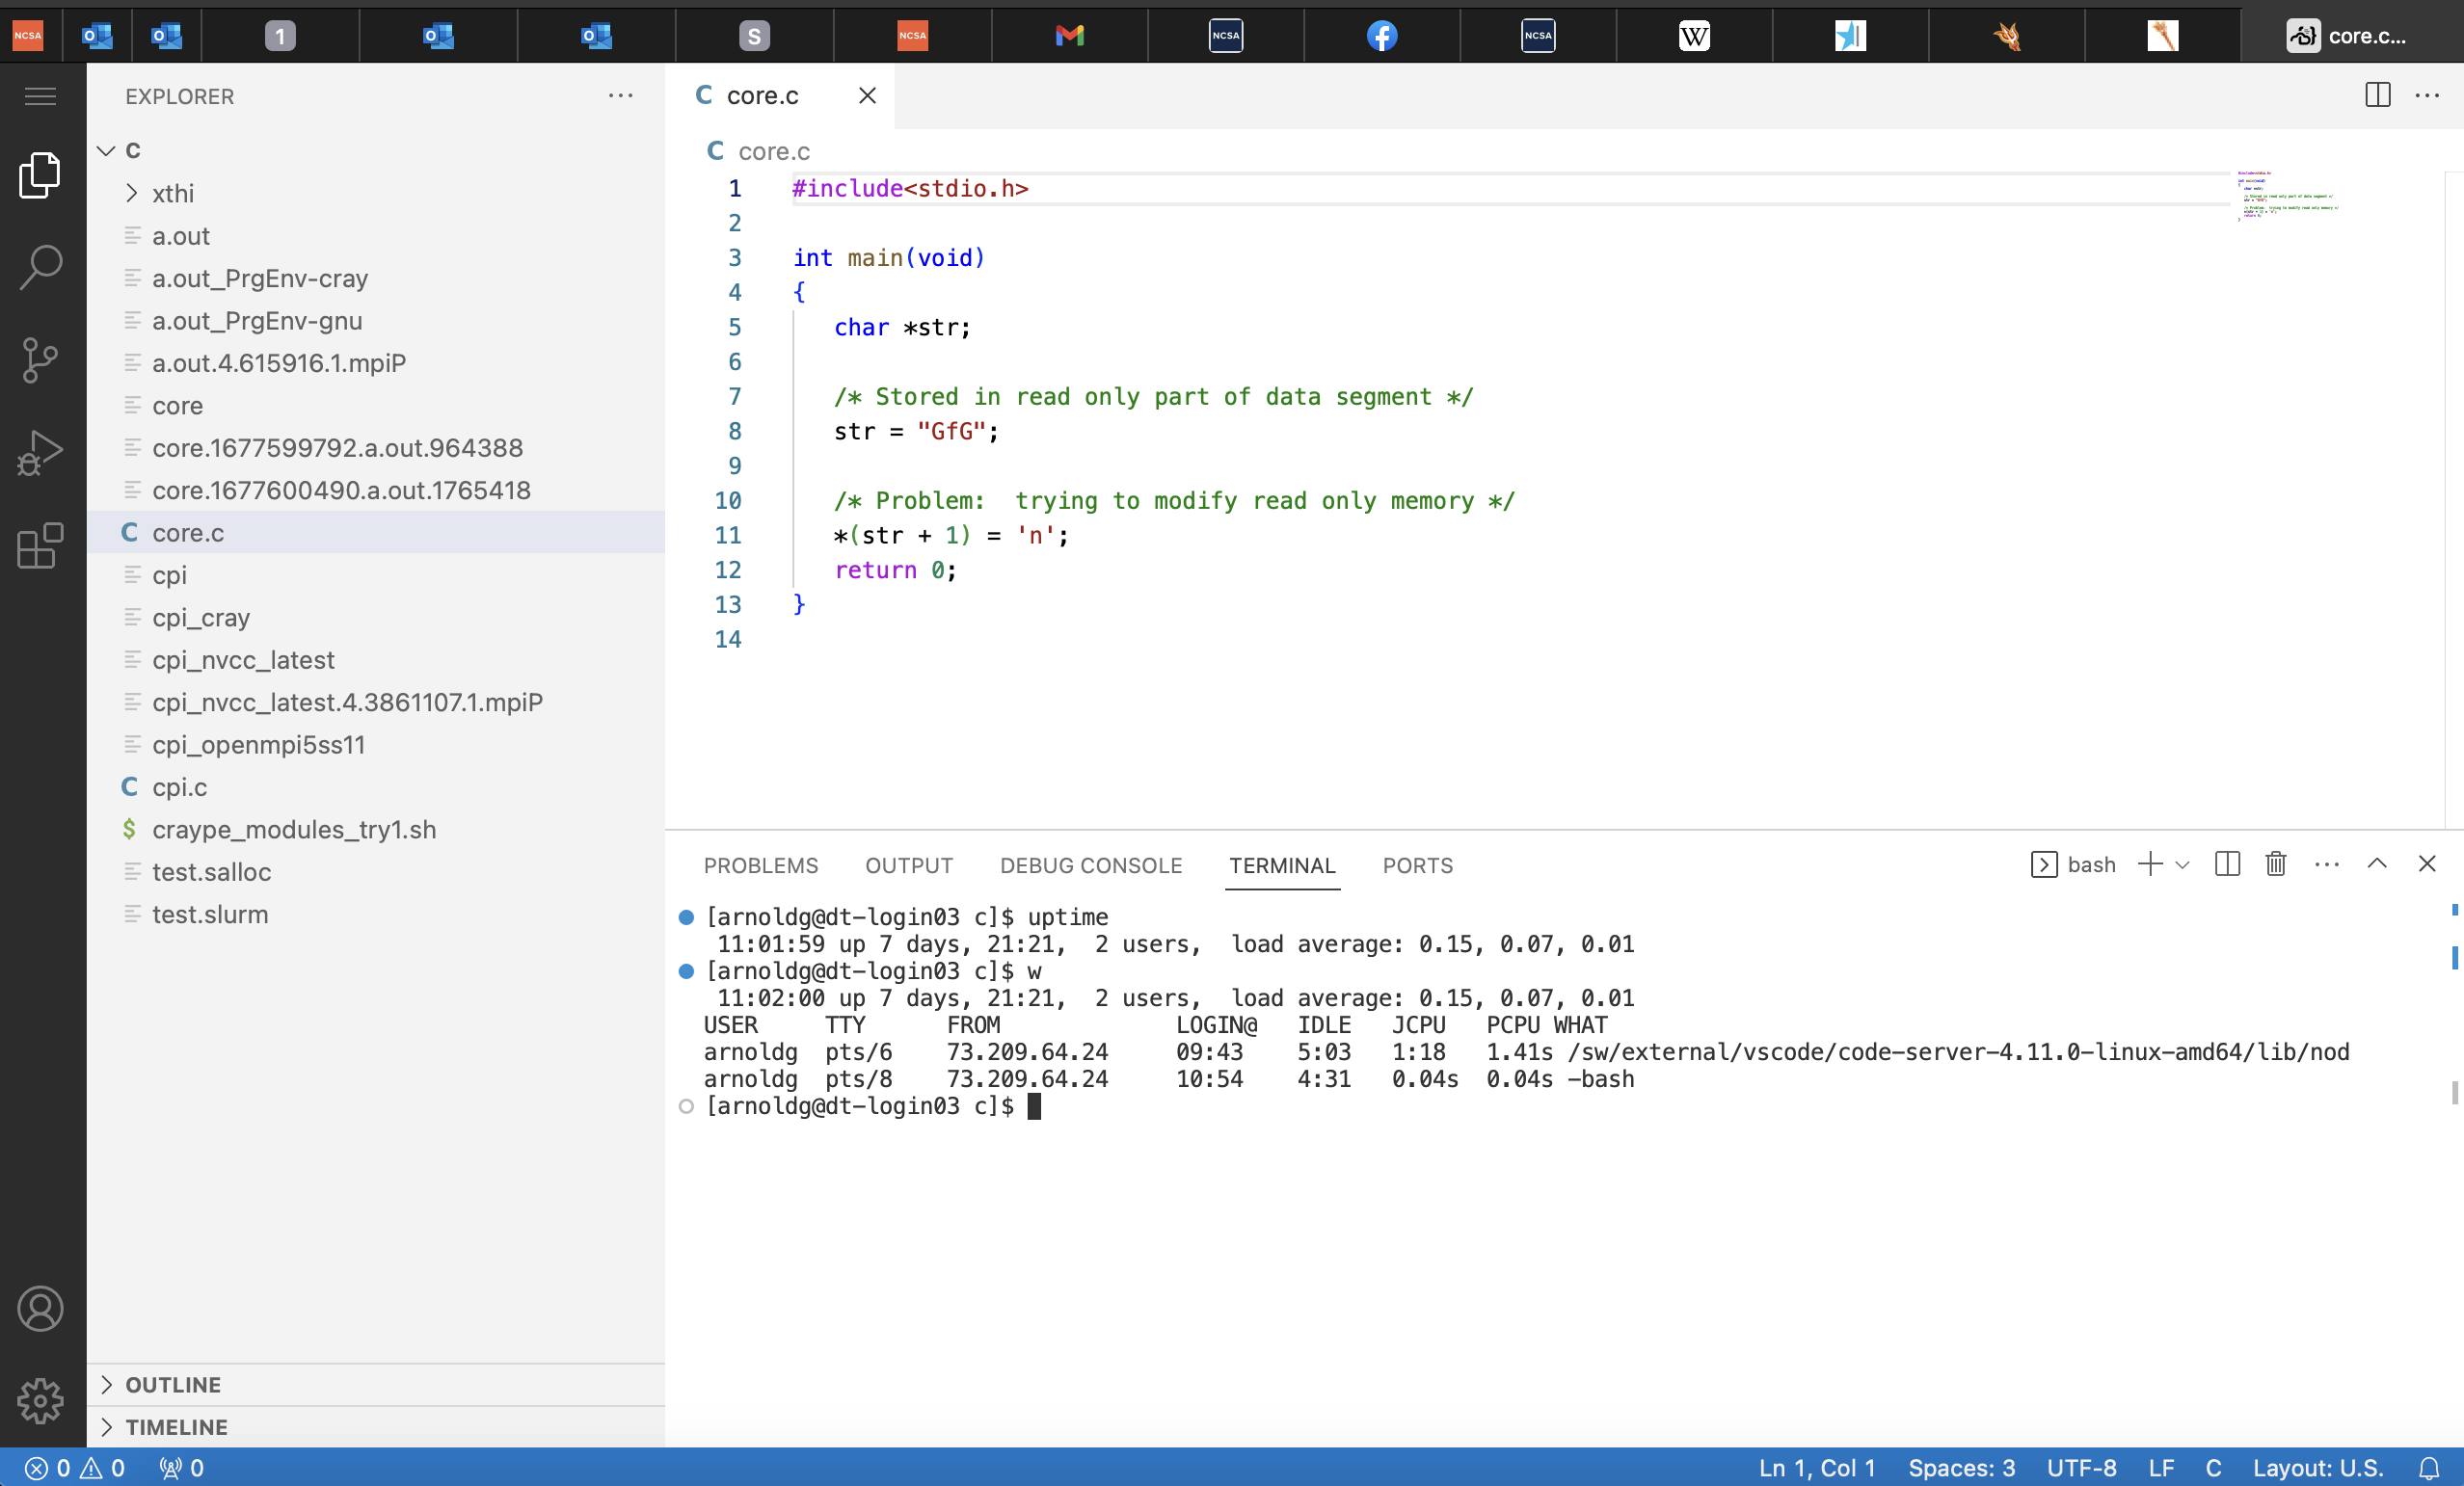 NCSA
1
S
NCSA
NCSA
NCSA
W
core.c...
EXPLORER
C
xthi
a.out
a.out_PrgEnv-cray
a.out_PrgEnv-gnu
a.out.4.615916.1.mpiP
core
core.1677599792.a.out.964388
core.1677600490.a.out.1765418
C core.c
cpi
cpi_cray
cpi_nvcc_latest
cpi_nvcc_latest.4.3861107.1.mpiP
cpi_openmpi5ss11
C cpi.c
$ craype_modules_try1.sh
test.salloc
test.slurm
OUTLINE
TIMELINE
C core.c
C core.c
1 #include<stdio.h>
2
3 int main(void)
4 {
5 char *str;
6
7 /* Stored in read only part of data segment */
8 str = "GfG";
9
10 /* Problem:  trying to modify read only memory */
11 *(str + 1) = 'n';
12 return 0;
13 }
14
PROBLEMS OUTPUT DEBUG CONSOLE TERMINAL PORTS bash
[arnoldg@dt-login03 c]$ uptime
11:01:59 up 7 days, 21:21,  2 users,  load average: 0.15, 0.07, 0.01
[arnoldg@dt-login03 c]$ w
11:02:00 up 7 days, 21:21,  2 users,  load average: 0.15, 0.07, 0.01
USER TTY FROM LOGIN@ IDLE JCPU PCPU WHAT
arnoldg pts/6 73.209.64.24 09:43 5:03 1:18 1.41s /sw/external/vscode/code-server-4.11.0-linux-amd64/lib/nod
arnoldg pts/8 73.209.64.24 10:54 4:31 0.04s 0.04s -bash
[arnoldg@dt-login03 c]$
0 0 0 Ln 1, Col 1 Spaces: 3 UTF-8 LF C Layout: U.S.